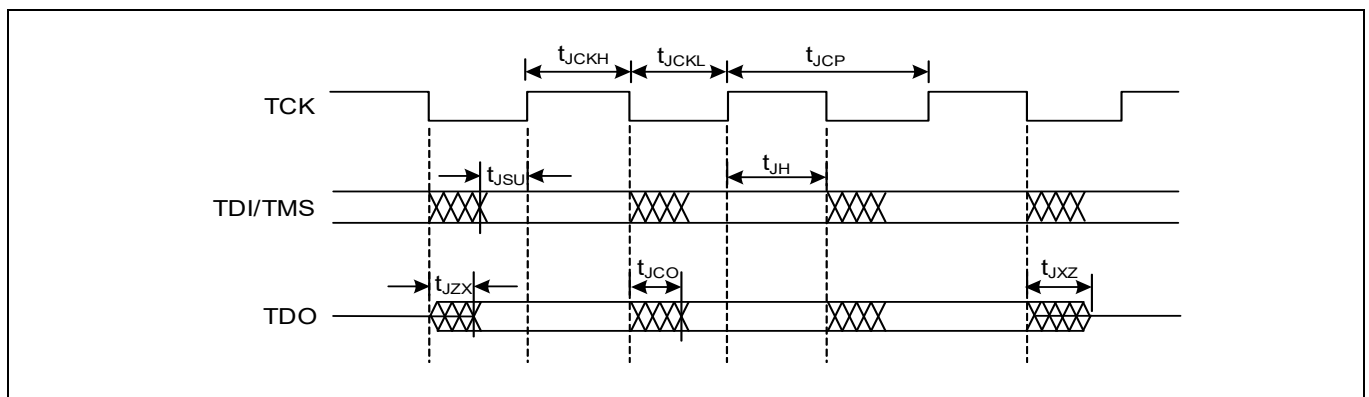 tJCKH tJCKL tJCP
TCK
tJSU tJH
TDI/TMS
tJZX tJCO tJXZ
TDO